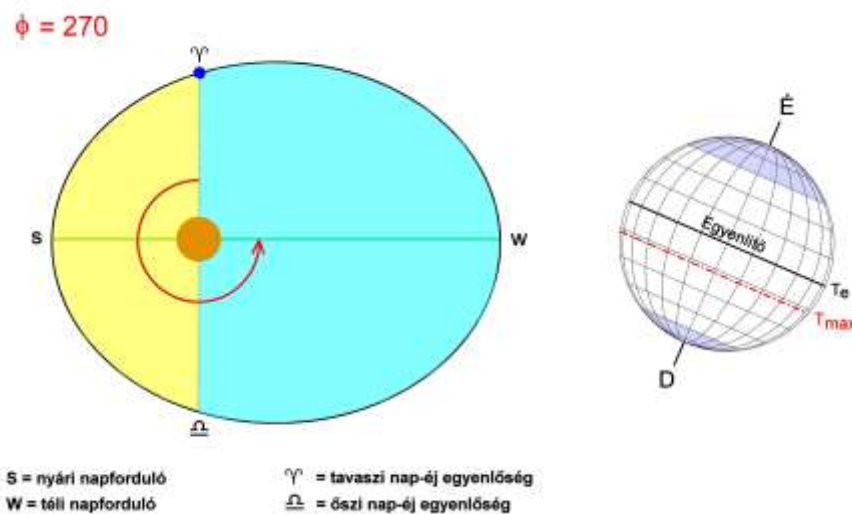 ϕ = 270
♈
S
W
♎
É
Egyenlítő
Te
Tmax
D
S = nyári napforduló
♈ = tavaszi nap-éj egyenlőség
W = téli napforduló
♎ = őszi nap-éj egyenlőség